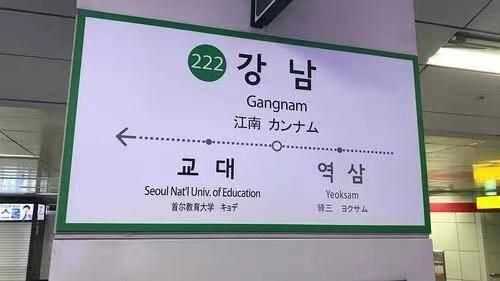 222 강남
Gangnam
江南 カンナム
교대
Seoul Nat'l Univ. of Education
首尔教育大学 キョデ
역삼
Yeoksam
驿三 ヨクサム